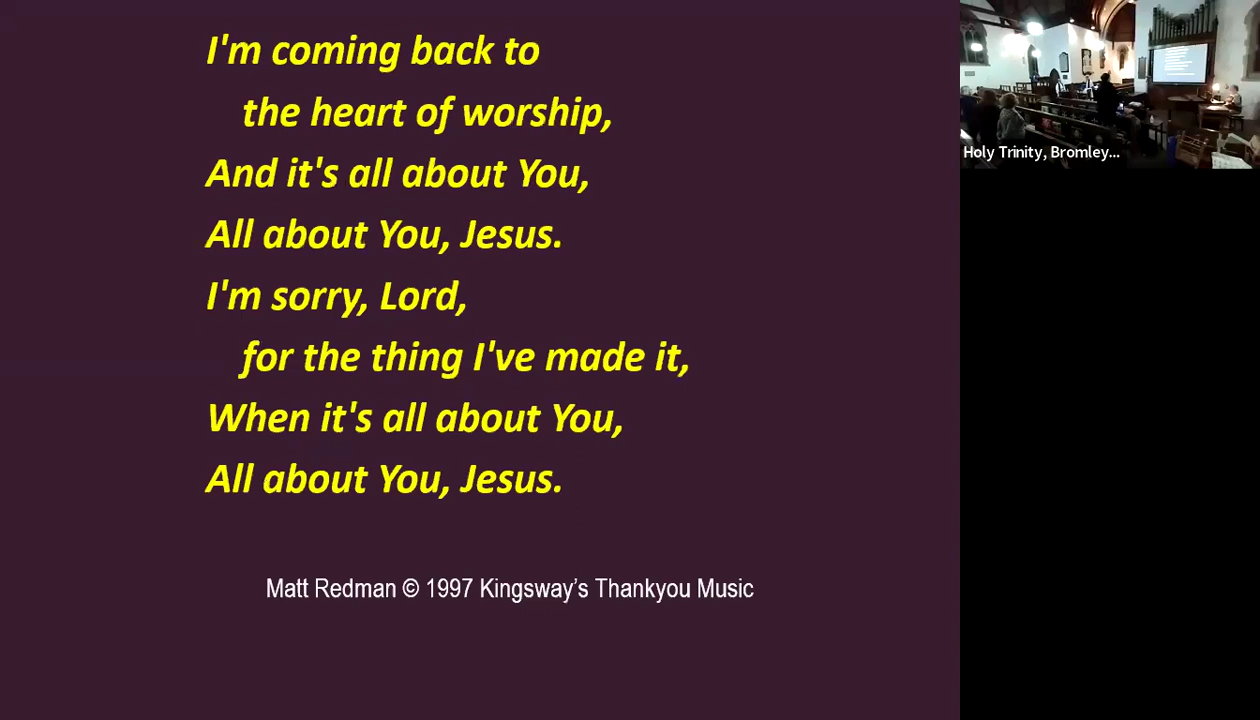 I'm coming back to
the heart of worship,
And it's all about You,
All about You, Jesus.
I'm sorry, Lord,
for the thing I've made it,
When it's all about You,
All about You, Jesus.
Matt Redman © 1997 Kingsway’s Thankyou Music
Holy Trinity, Bromley...